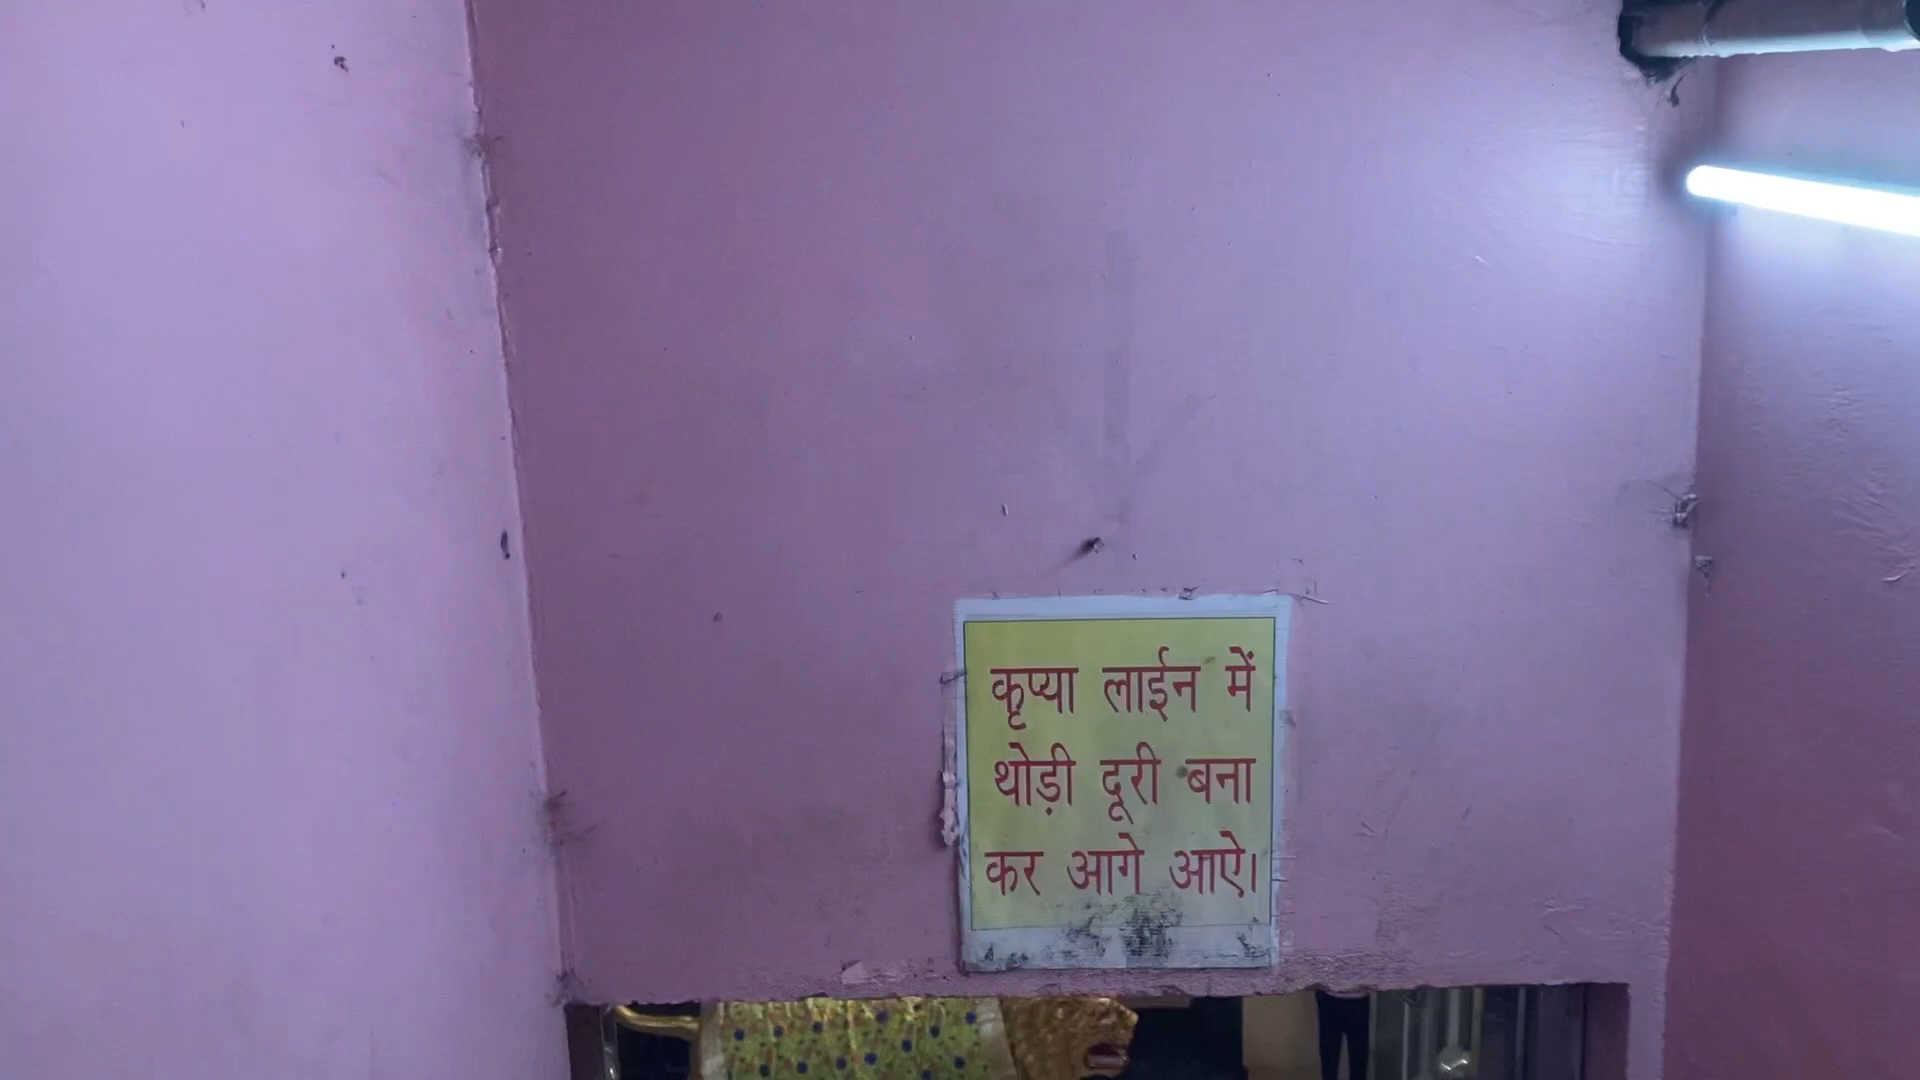 कृप्या लाईन में
थोड़ी दूरी बना
कर आगे आऐ।